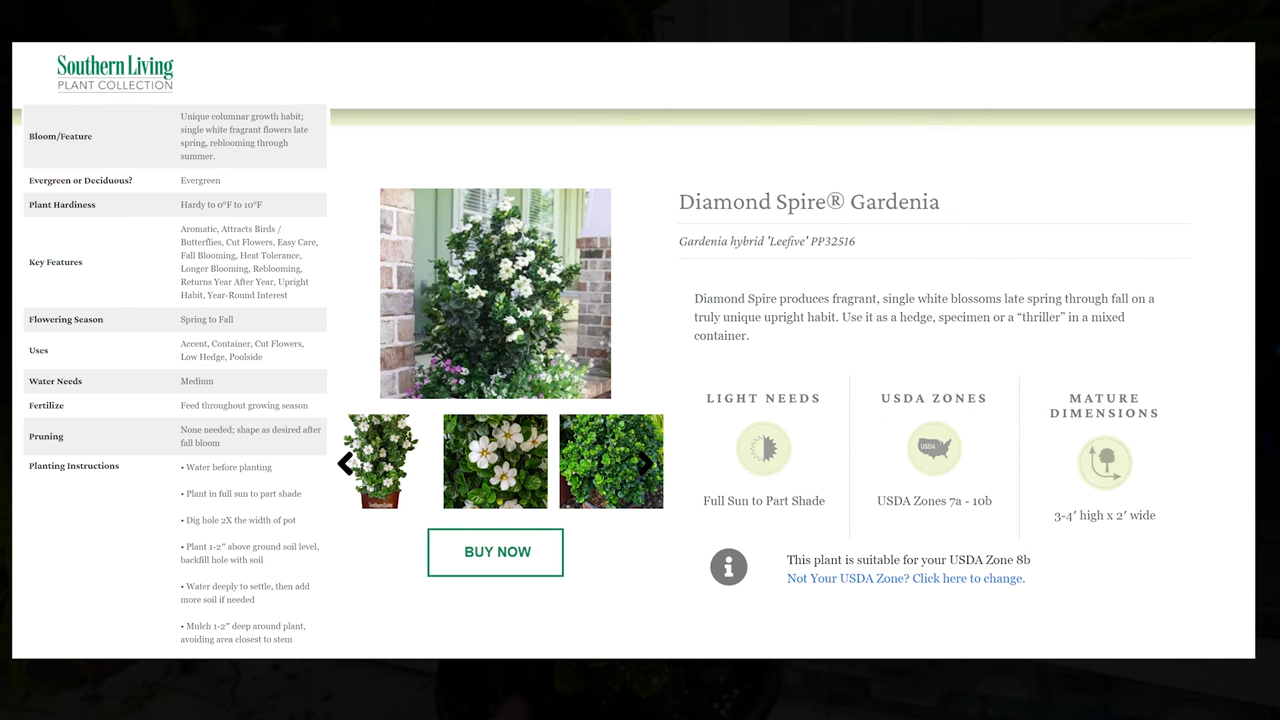 Southern Living
PLANT COLLECTION
Bloom/Feature
Unique columnar growth habit;
single white fragrant flowers late
spring, reblooming through
summer.
Evergreen or Deciduous?
Evergreen
Plant Hardiness
Hardy to 0°F to 10°F
Key Features
Aromatic, Attracts Birds /
Butterflies, Cut Flowers, Easy Care,
Fall Blooming, Heat Tolerance,
Longer Blooming, Reblooming,
Returns Year After Year, Upright
Habit, Year-Round Interest
Flowering Season
Spring to Fall
Uses
Accent, Container, Cut Flowers,
Low Hedge, Poolside
Water Needs
Medium
Fertilize
Feed throughout growing season
Pruning
None needed; shape as desired after
fall bloom
Planting Instructions
• Water before planting
• Plant in full sun to part shade
• Dig hole 2X the width of pot
• Plant 1-2″ above ground soil level,
backfill hole with soil
• Water deeply to settle, then add
more soil if needed
• Mulch 1-2″ deep around plant,
avoiding area closest to stem
Southern Living
BUY NOW
Diamond Spire® Gardenia
Gardenia hybrid 'Leefive' PP32516
Diamond Spire produces fragrant, single white blossoms late spring through fall on a
truly unique upright habit. Use it as a hedge, specimen or a “thriller” in a mixed
container.
LIGHT NEEDS
Full Sun to Part Shade
USDA ZONES
USDA
USDA Zones 7a - 10b
MATURE
DIMENSIONS
3-4′ high x 2′ wide
This plant is suitable for your USDA Zone 8b
Not Your USDA Zone? Click here to change.